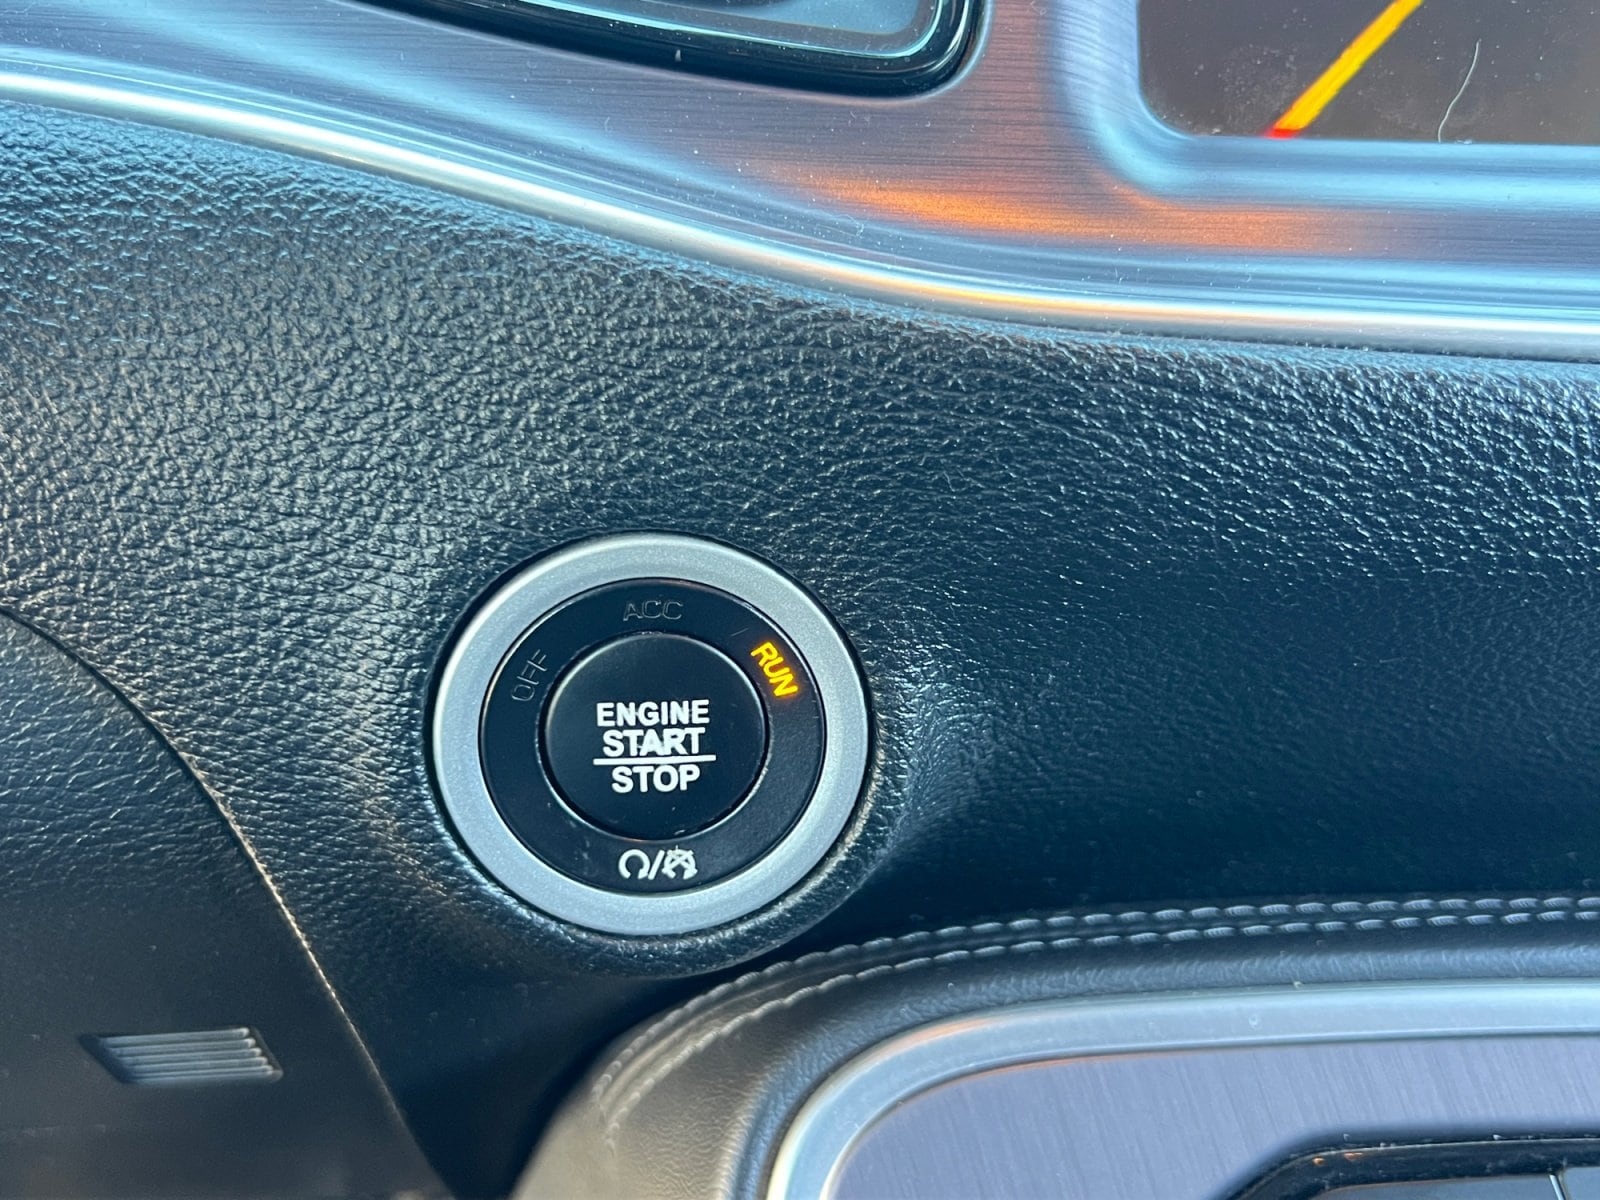 ACC
OFF
RUN
ENGINE
START
STOP